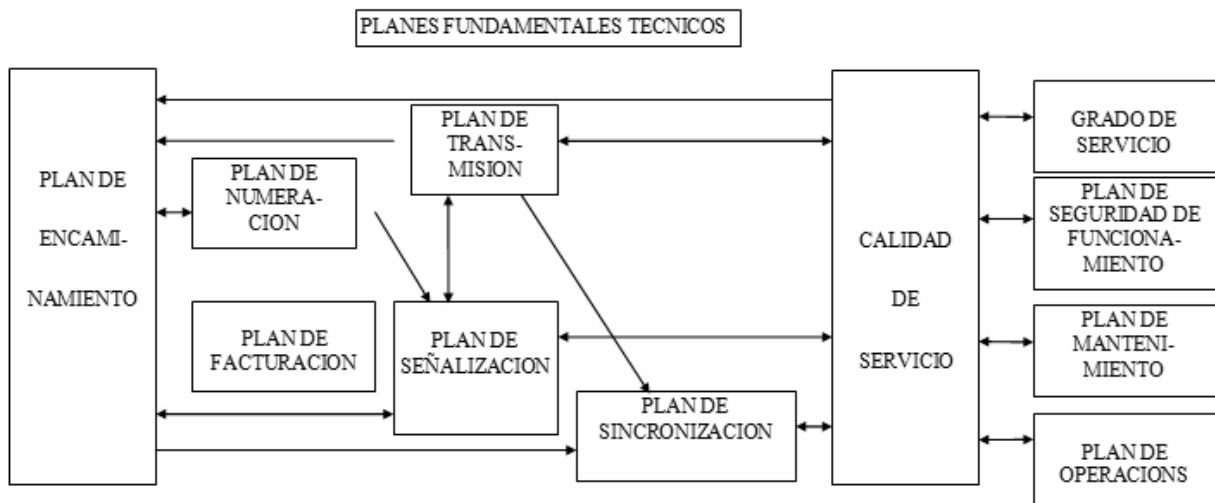 PLANES FUNDAMENTALES TECNICOS
PLAN DE
ENCAMI-
NAMIENTO
PLAN DE
NUMERA-
CION
PLAN DE
FACTURACION
PLAN DE
TRANS-
MISION
PLAN DE
SEÑALIZACION
PLAN DE
SINCRONIZACION
CALIDAD
DE
SERVICIO
GRADO DE
SERVICIO
PLAN DE
SEGURIDAD DE
FUNCIONA-
MIENTO
PLAN DE
MANTENIMI-
MIENTO
PLAN DE
OPERACIONS